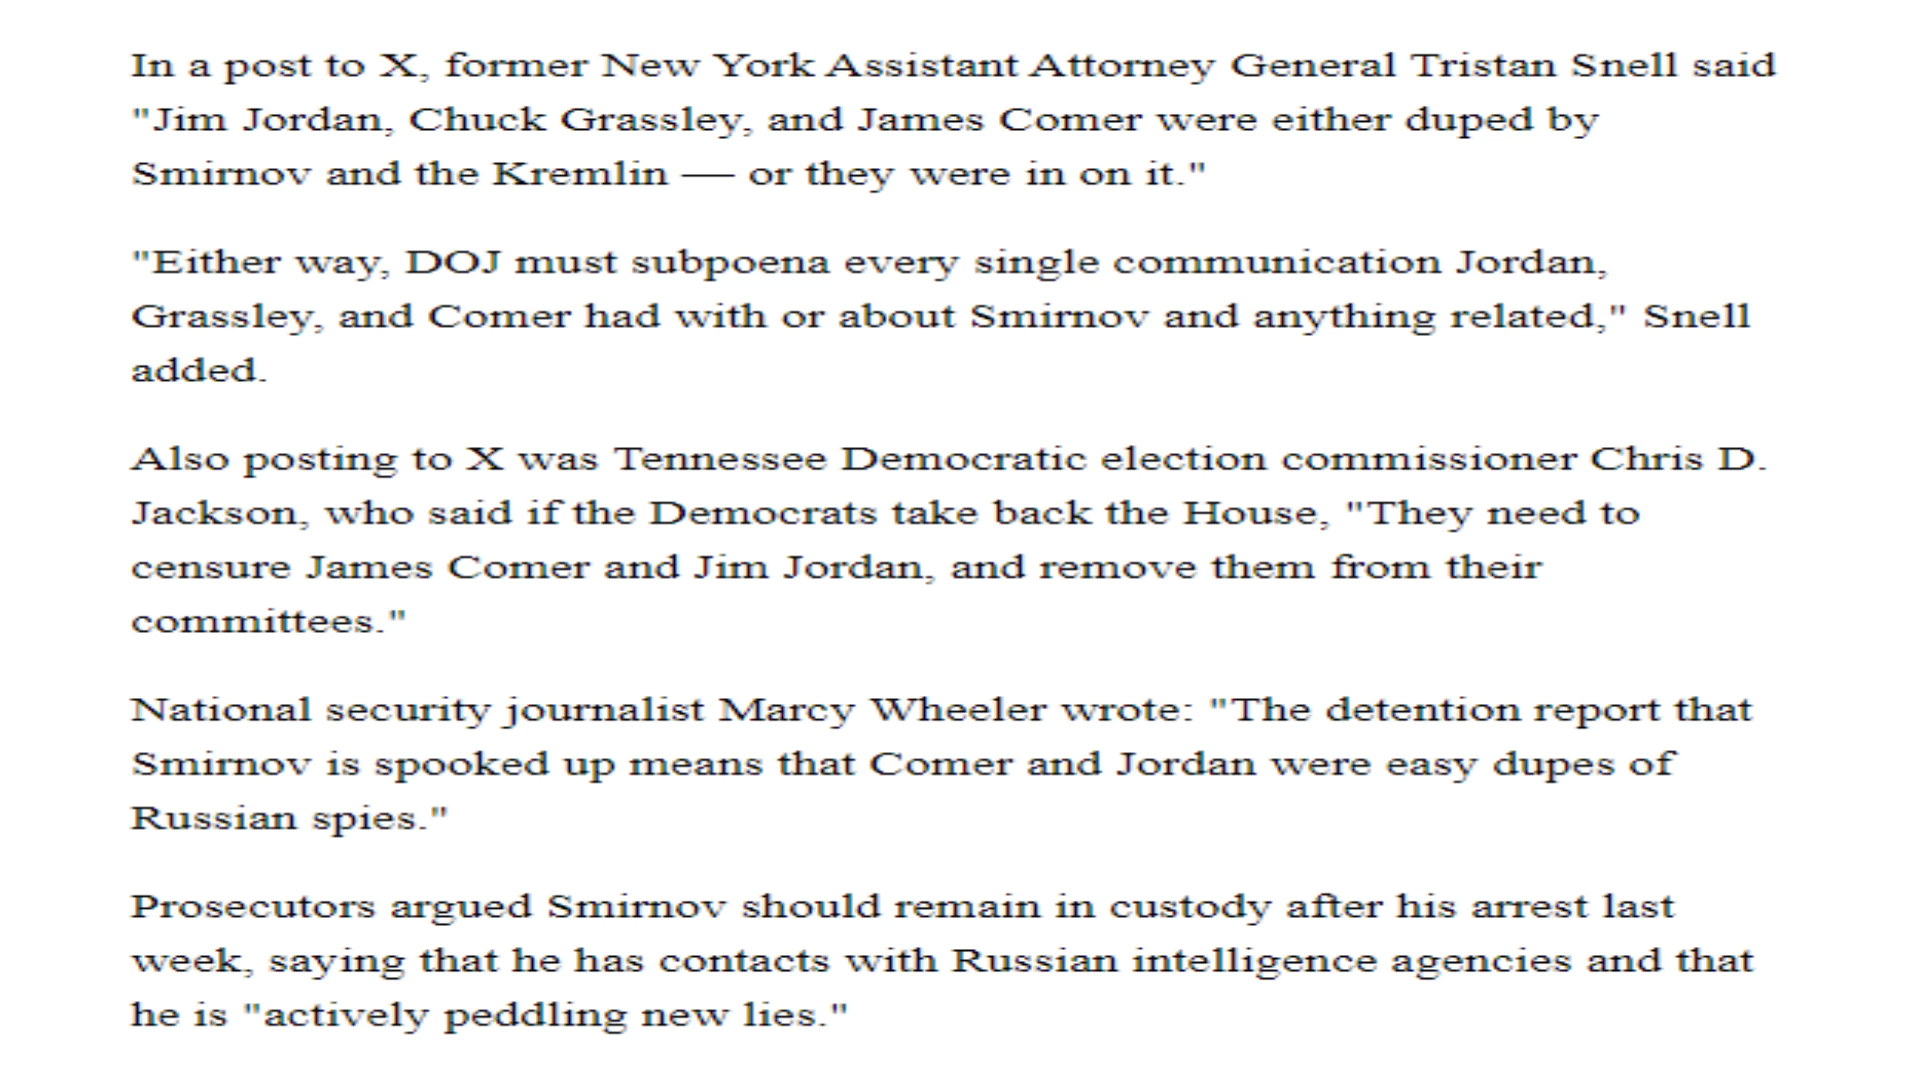 In a post to X, former New York Assistant Attorney General Tristan Snell said
"Jim Jordan, Chuck Grassley, and James Comer were either duped by
Smirnov and the Kremlin — or they were in on it."
"Either way, DOJ must subpoena every single communication Jordan,
Grassley, and Comer had with or about Smirnov and anything related," Snell
added.
Also posting to X was Tennessee Democratic election commissioner Chris D.
Jackson, who said if the Democrats take back the House, "They need to
censure James Comer and Jim Jordan, and remove them from their
committees."
National security journalist Marcy Wheeler wrote: "The detention report that
Smirnov is spooked up means that Comer and Jordan were easy dupes of
Russian spies."
Prosecutors argued Smirnov should remain in custody after his arrest last
week, saying that he has contacts with Russian intelligence agencies and that
he is "actively peddling new lies."